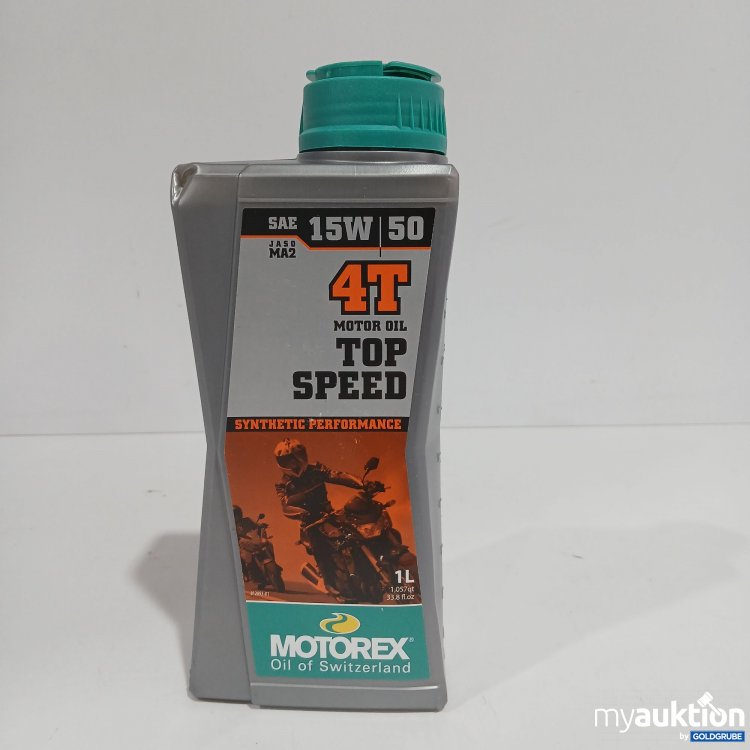 SAE 15W 50
JASO
MA2
4T
MOTOR OIL
TOP
SPEED
SYNTHETIC PERFORMANCE
1 L
1,057qt
33.8 fl.oz
MOTOREX®
Oil of Switzerland
myauktion
by GOLDGRUBE